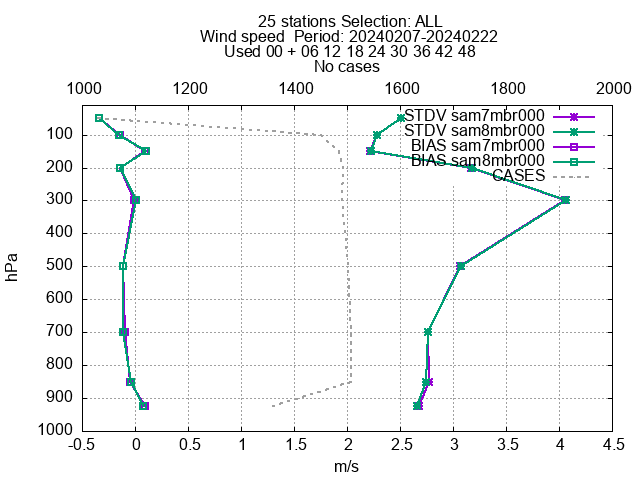 25 stations Selection: ALL
Wind speed  Period: 20240207-20240222
Used 00 + 06 12 18 24 30 36 42 48
No cases
1000 1200 1400 1600 1800 2000
STDV sam7mbr000
STDV sam8mbr000
BIAS sam7mbr000
BIAS sam8mbr000
CASES
100
200
300
400
500
600
700
800
900
1000
hPa
-0.5 0 0.5 1 1.5 2 2.5 3 3.5 4 4.5
m/s